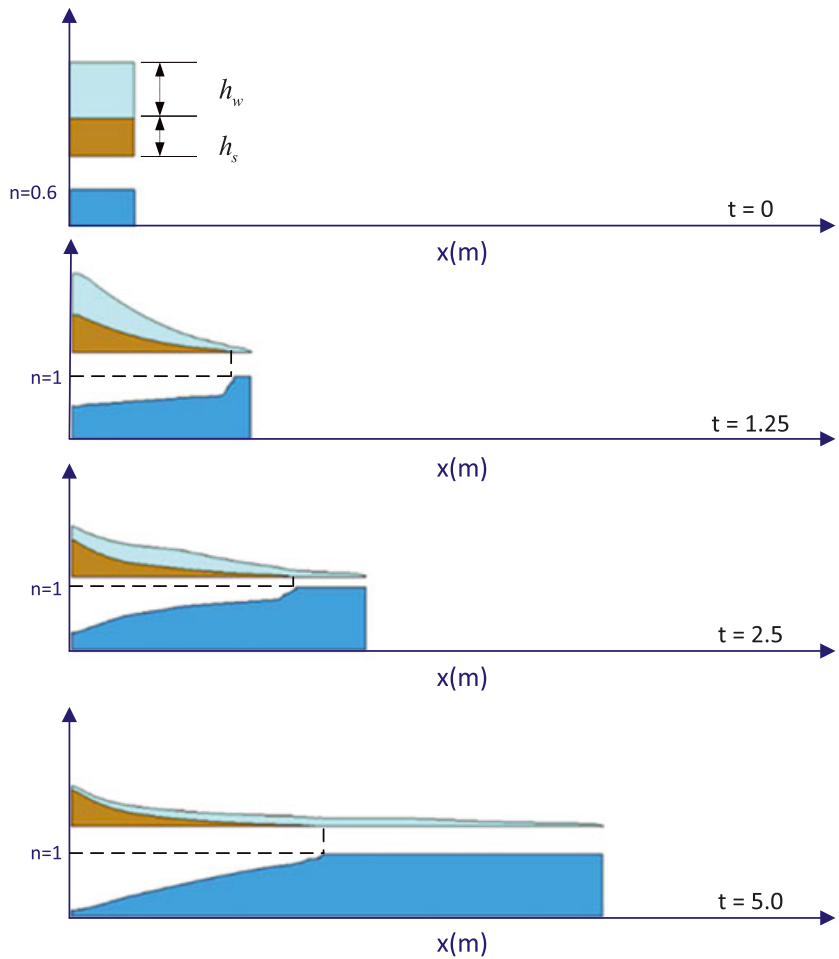 h_w
h_s
n=0.6
t = 0
x(m)
n=1
t = 1.25
x(m)
n=1
t = 2.5
x(m)
n=1
t = 5.0
x(m)